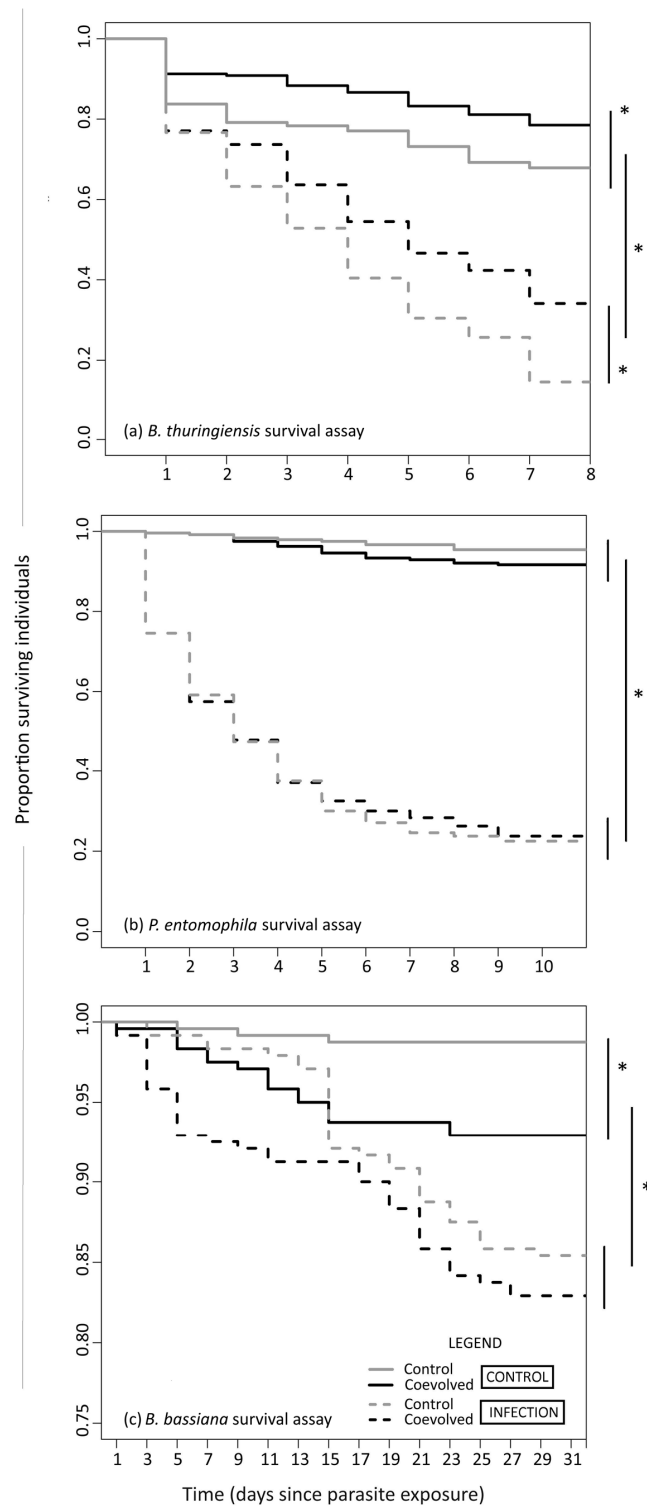 1.0
0.8
0.6
0.4
0.2
0.0
*
*
*
(a) B. thuringiensis survival assay
1 2 3 4 5 6 7 8
Proportion surviving individuals
1.0
0.8
0.6
0.4
0.2
0.0
*
(b) P. entomophila survival assay
1 2 3 4 5 6 7 8 9 10
1.00
0.95
0.90
0.85
0.80
0.75
*
*
LEGEND
Control
Coevolved
CONTROL
Control
Coevolved
INFECTION
(c) B. bassiana survival assay
1 3 5 7 9 11 13 15 17 19 21 23 25 27 29 31
Time (days since parasite exposure)